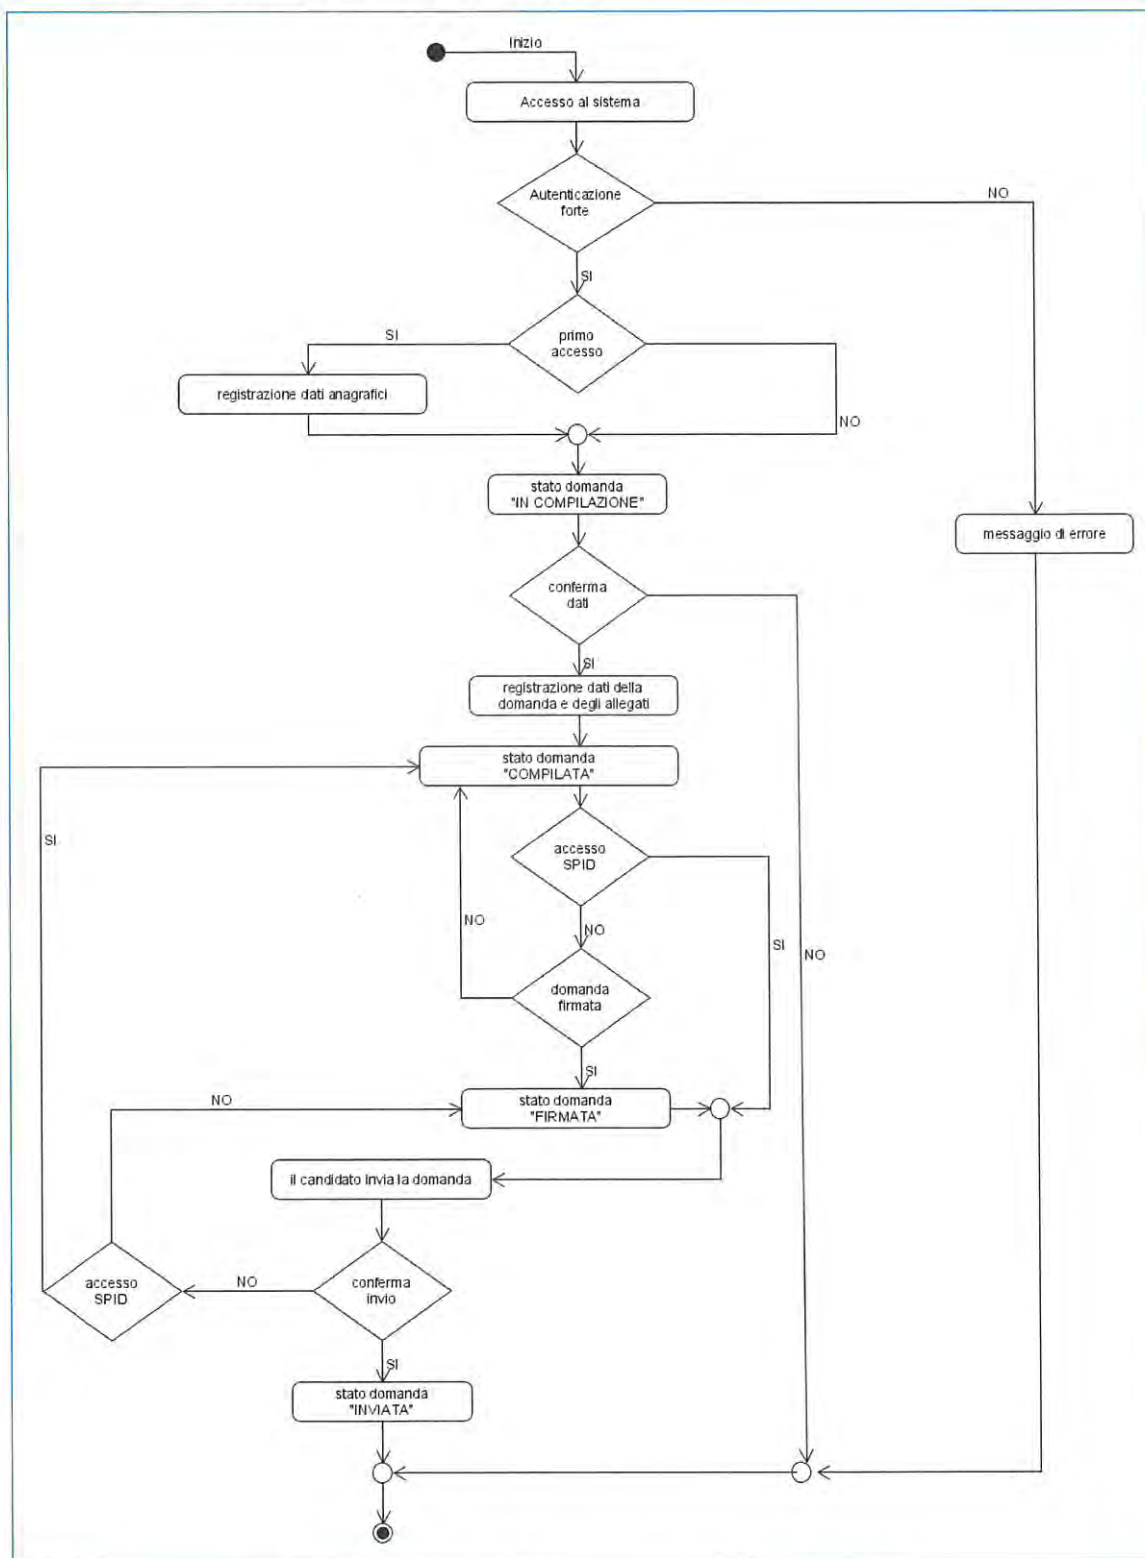 Inizio
Accesso al sistema
Autenticazione
forte
NO
SI
primo
accesso
SI
registrazione dati anagrafici
NO
stato domanda
"IN COMPILAZIONE"
messaggio di errore
conferma
dati
SI
registrazione dati della
domanda e degli allegati
stato domanda
"COMPILATA"
SI
accesso
SPID
NO
NO
SI
NO
domanda
firmata
SI
stato domanda
"FIRMATA"
NO
il candidato invia la domanda
accesso
SPID
NO
conferma
invio
SI
stato domanda
"INVIATA"